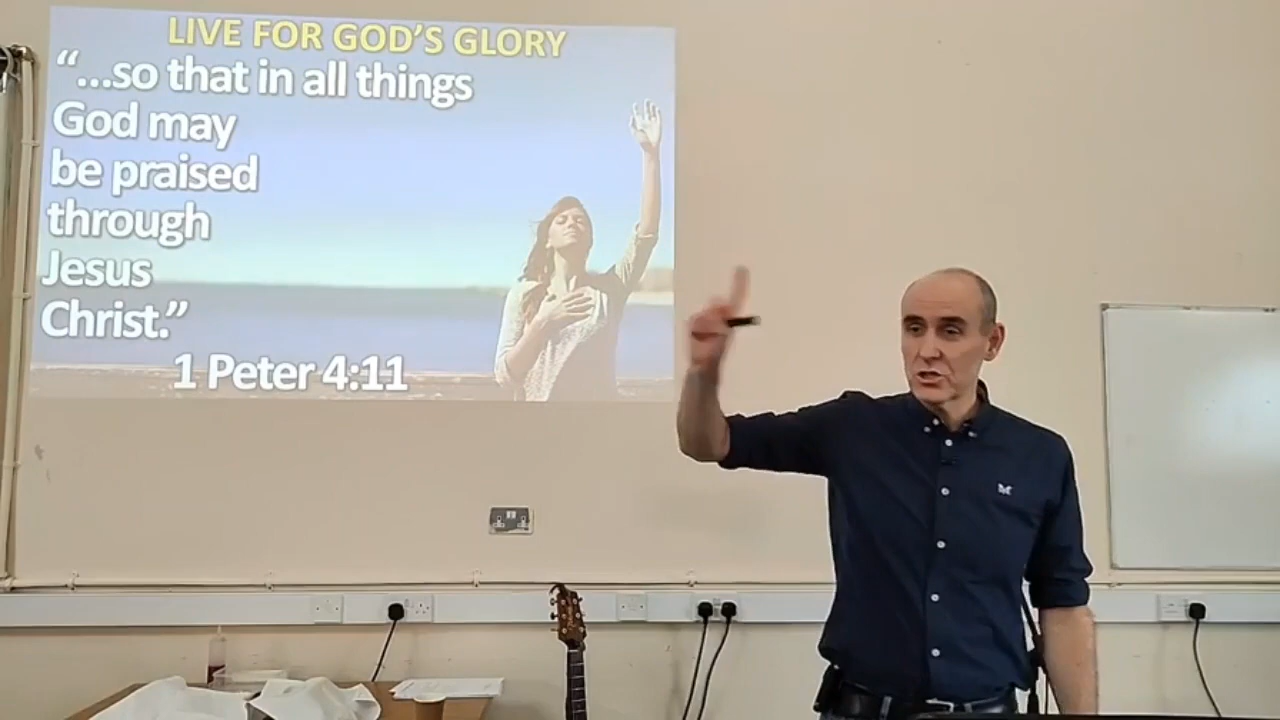 LIVE FOR GOD'S GLORY
“...so that in all things
God may
be praised
through
Jesus
Christ.”
1 Peter 4:11